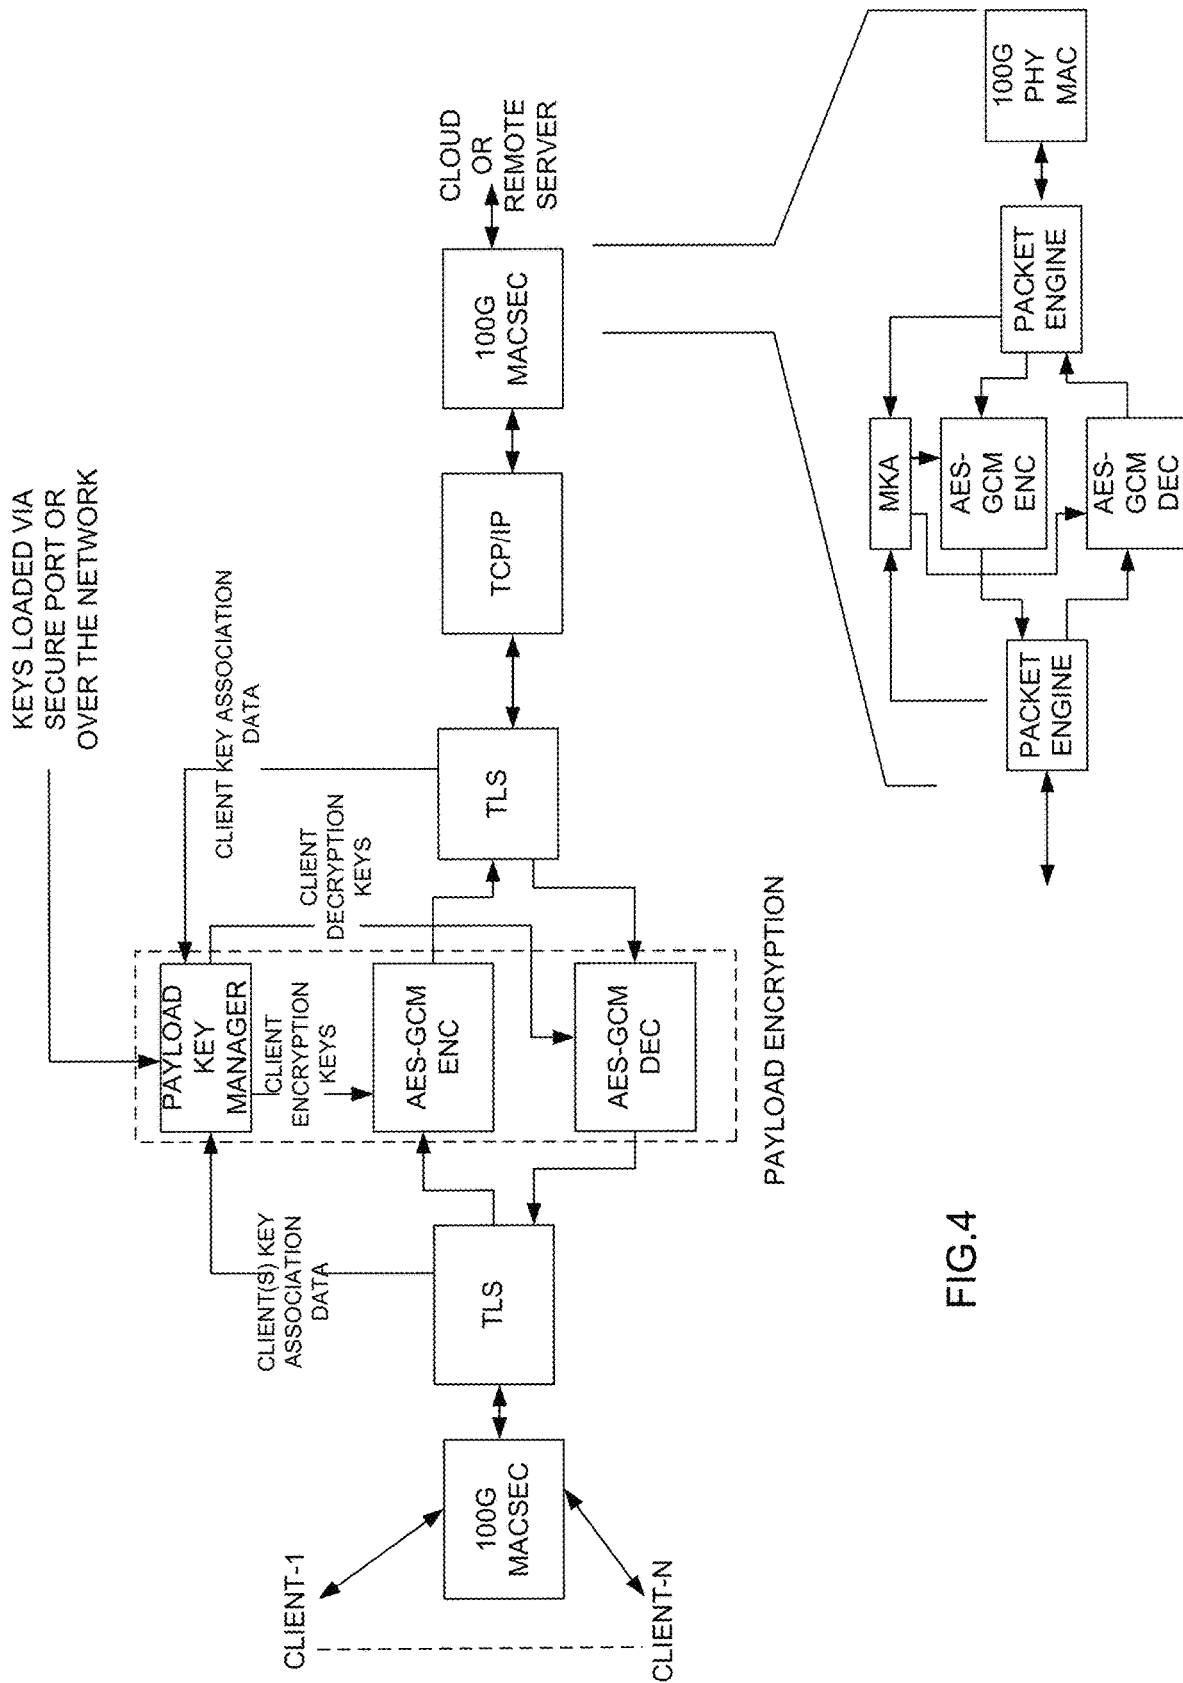 KEYS LOADED VIA
SECURE PORT OR
OVER THE NETWORK
CLIENT-1
CLIENT-N
100G
MACSEC
TLS
CLIENT(S) KEY
ASSOCIATION
DATA
PAYLOAD
KEY
MANAGER
CLIENT
ENCRYPTION
KEYS
AES-GCM
ENC
AES-GCM
DEC
PAYLOAD ENCRYPTION
CLIENT
DECRYPTION
KEYS
CLIENT KEY ASSOCIATION
DATA
TLS
TCP/IP
100G
MACSEC
CLOUD
OR
REMOTE
SERVER
PACKET
ENGINE
MKA
AES-
GCM
ENC
AES-
GCM
DEC
PACKET
ENGINE
100G
PHY
MAC
FIG.4